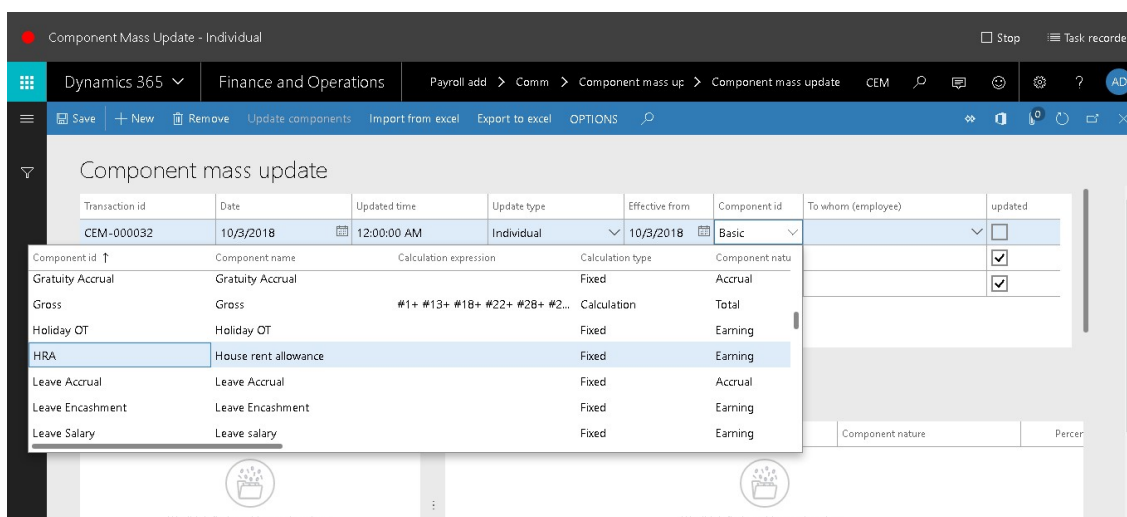 Component Mass Update - Individual
Stop
Task recorde
Dynamics 365
Finance and Operations
Payroll add > Comm > Component mass up > Component mass update
CEM
?
AD
Save
New
Remove
Update components
Import from excel
Export to excel
OPTIONS
0
Component mass update
Transaction id Date Updated time Update type Effective from Component id To whom (employee) updated
CEM-000032 10/3/2018 12:00:00 AM Individual 10/3/2018 Basic
Component id ↑ Component name Calculation expression Calculation type Component natu
Gratuity Accrual Gratuity Accrual Fixed Accrual
Gross Gross #1+ #13+ #18+ #22+ #28+ #2... Calculation Total
Holiday OT Holiday OT Fixed Earning
HRA House rent allowance Fixed Earning
Leave Accrual Leave Accrual Fixed Accrual
Leave Encashment Leave Encashment Fixed Earning
Leave Salary Leave salary Fixed Earning
Component nature Percer